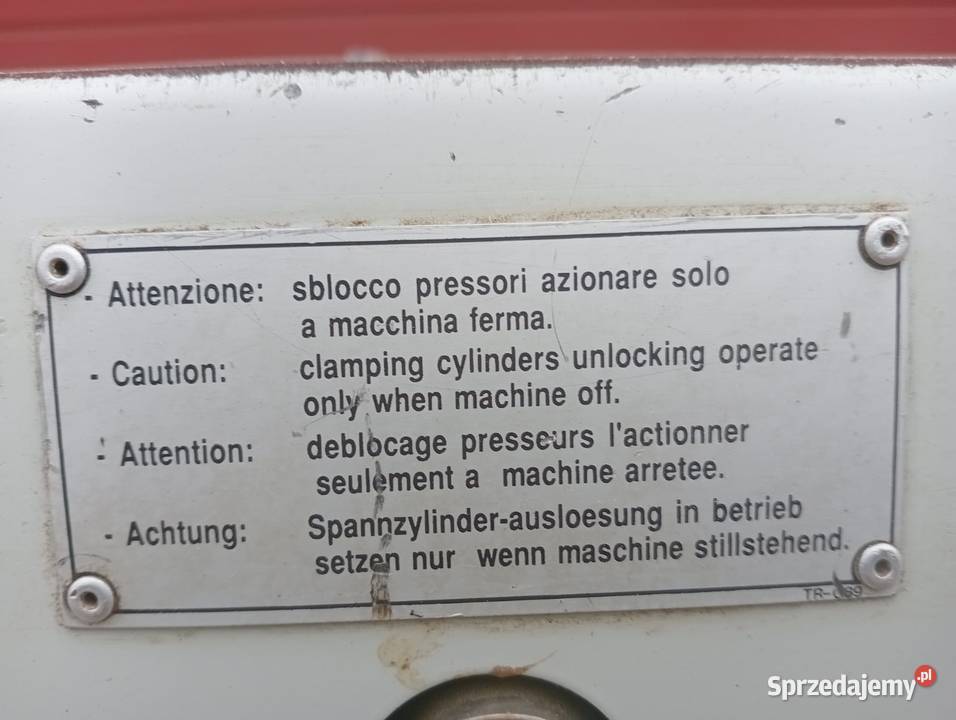 - Attenzione: sblocco pressori azionare solo
a macchina ferma.
- Caution: clamping cylinders unlocking operate
only when machine off.
- Attention: deblocage presseurs l'actionner
seulement a machine arretee.
- Achtung: Spannzylinder-ausloesung in betrieb
setzen nur wenn maschine stillstehend.
Sprzedajemy.pl